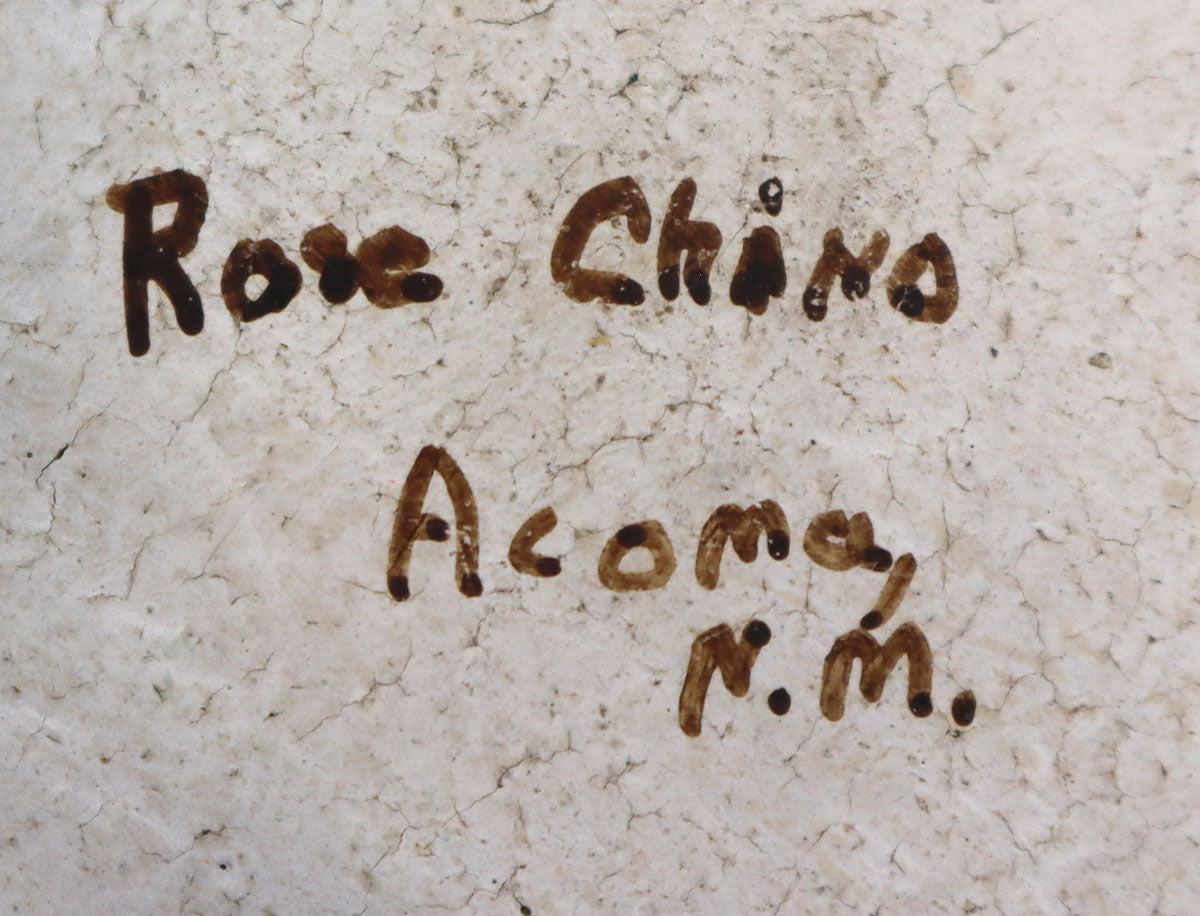 Rose Chino
Acoma,
N.M.